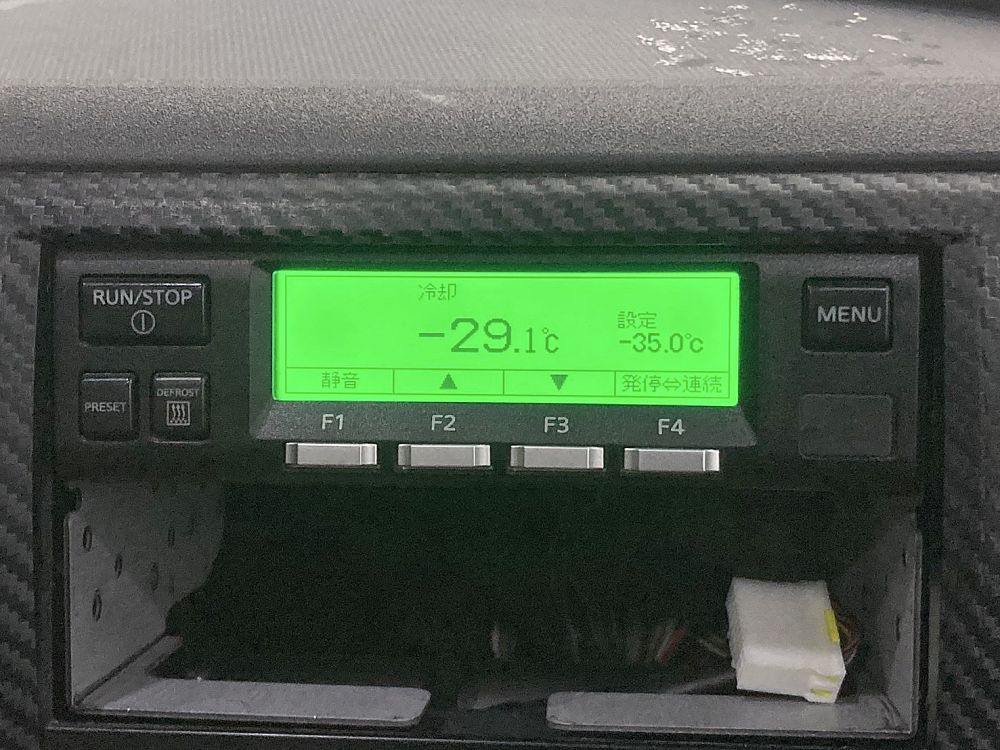 RUN/STOP
PRESET
DEFROST
冷却
-29.1℃
設定
-35.0℃
静音
▲
▼
発停⇔連続
F1
F2
F3
F4
MENU